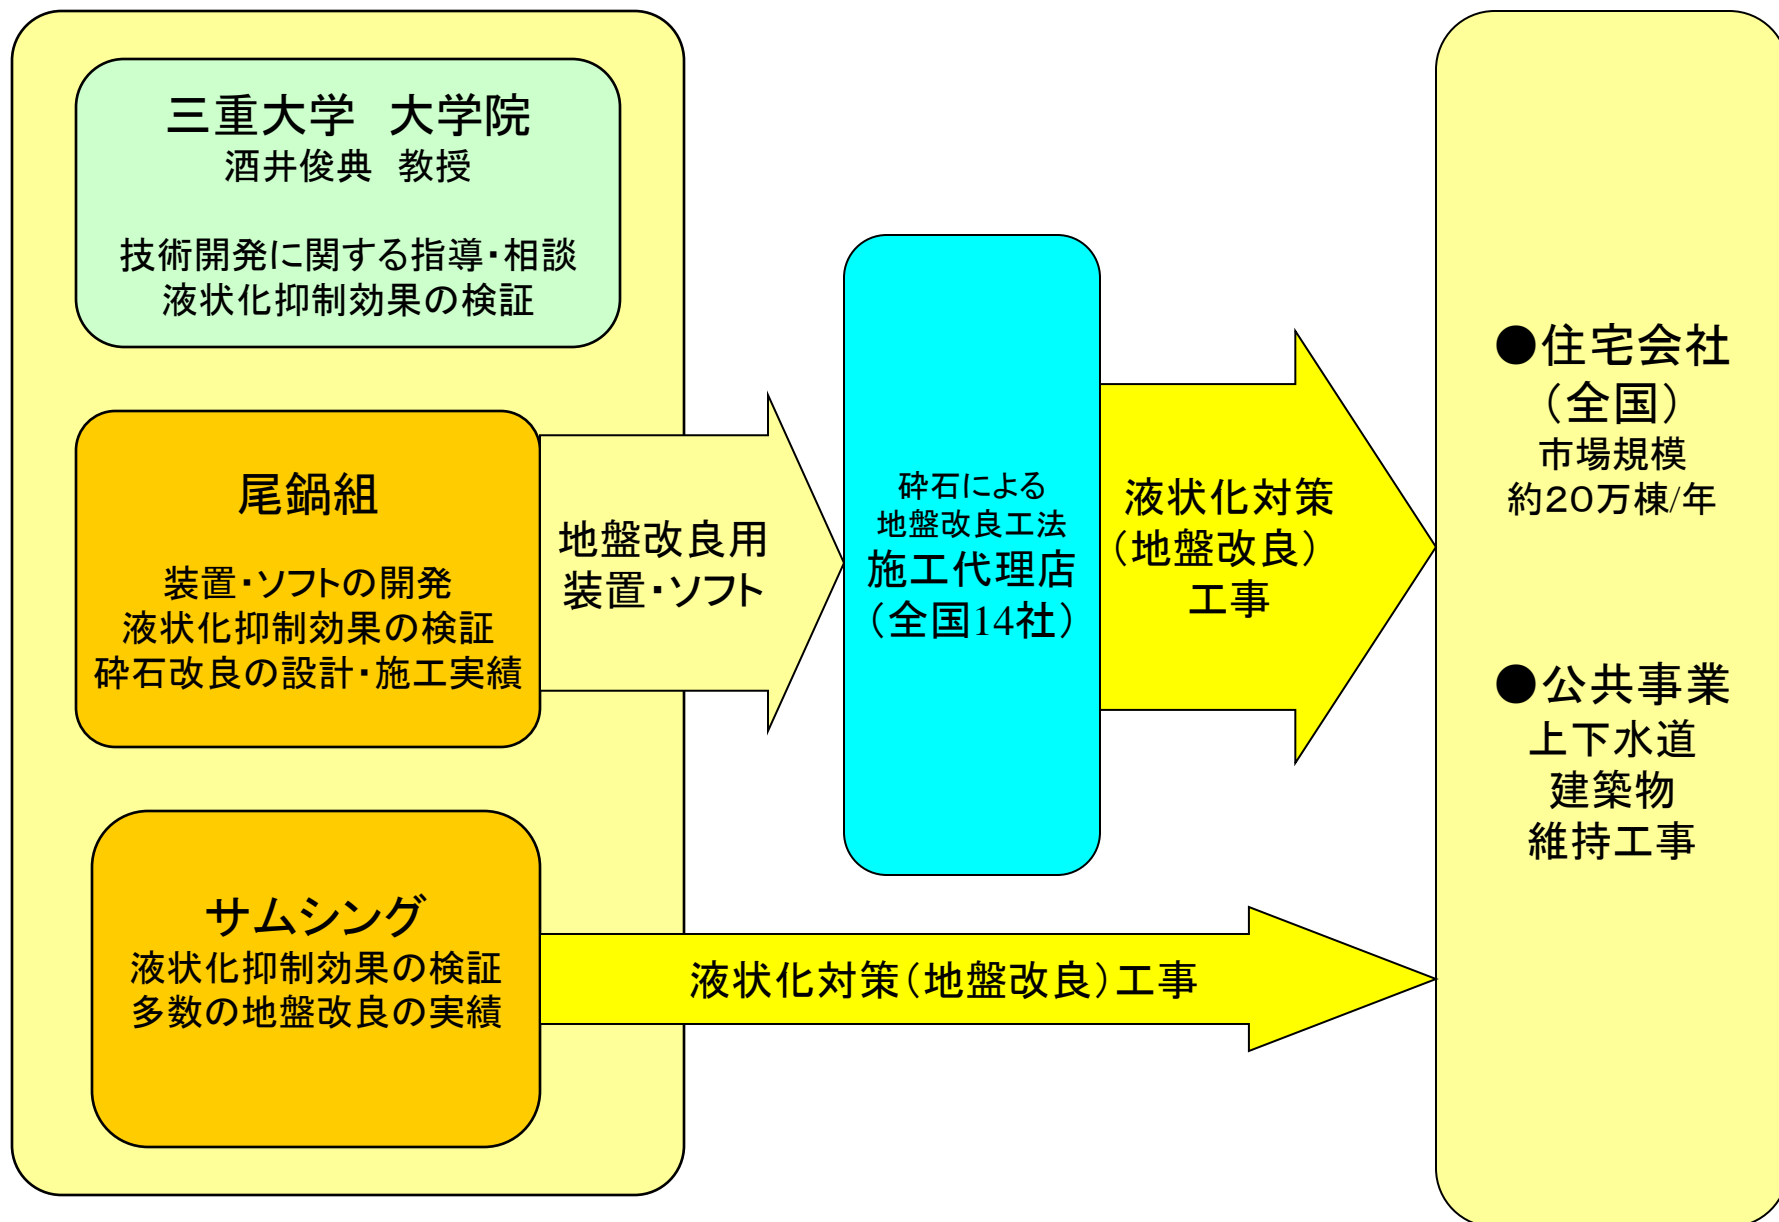 三重大学　大学院
酒井俊典　教授
技術開発に関する指導・相談
液状化抑制効果の検証
尾鍋組
装置・ソフトの開発
液状化抑制効果の検証
砕石改良の設計・施工実績
サムシング
液状化抑制効果の検証
多数の地盤改良の実績
地盤改良用
装置・ソフト
砕石による
地盤改良工法
施工代理店
（全国14社）
液状化対策
（地盤改良）
工事
液状化対策（地盤改良）工事
●住宅会社
（全国）
市場規模
約２０万棟/年
●公共事業
上下水道
建築物
維持工事